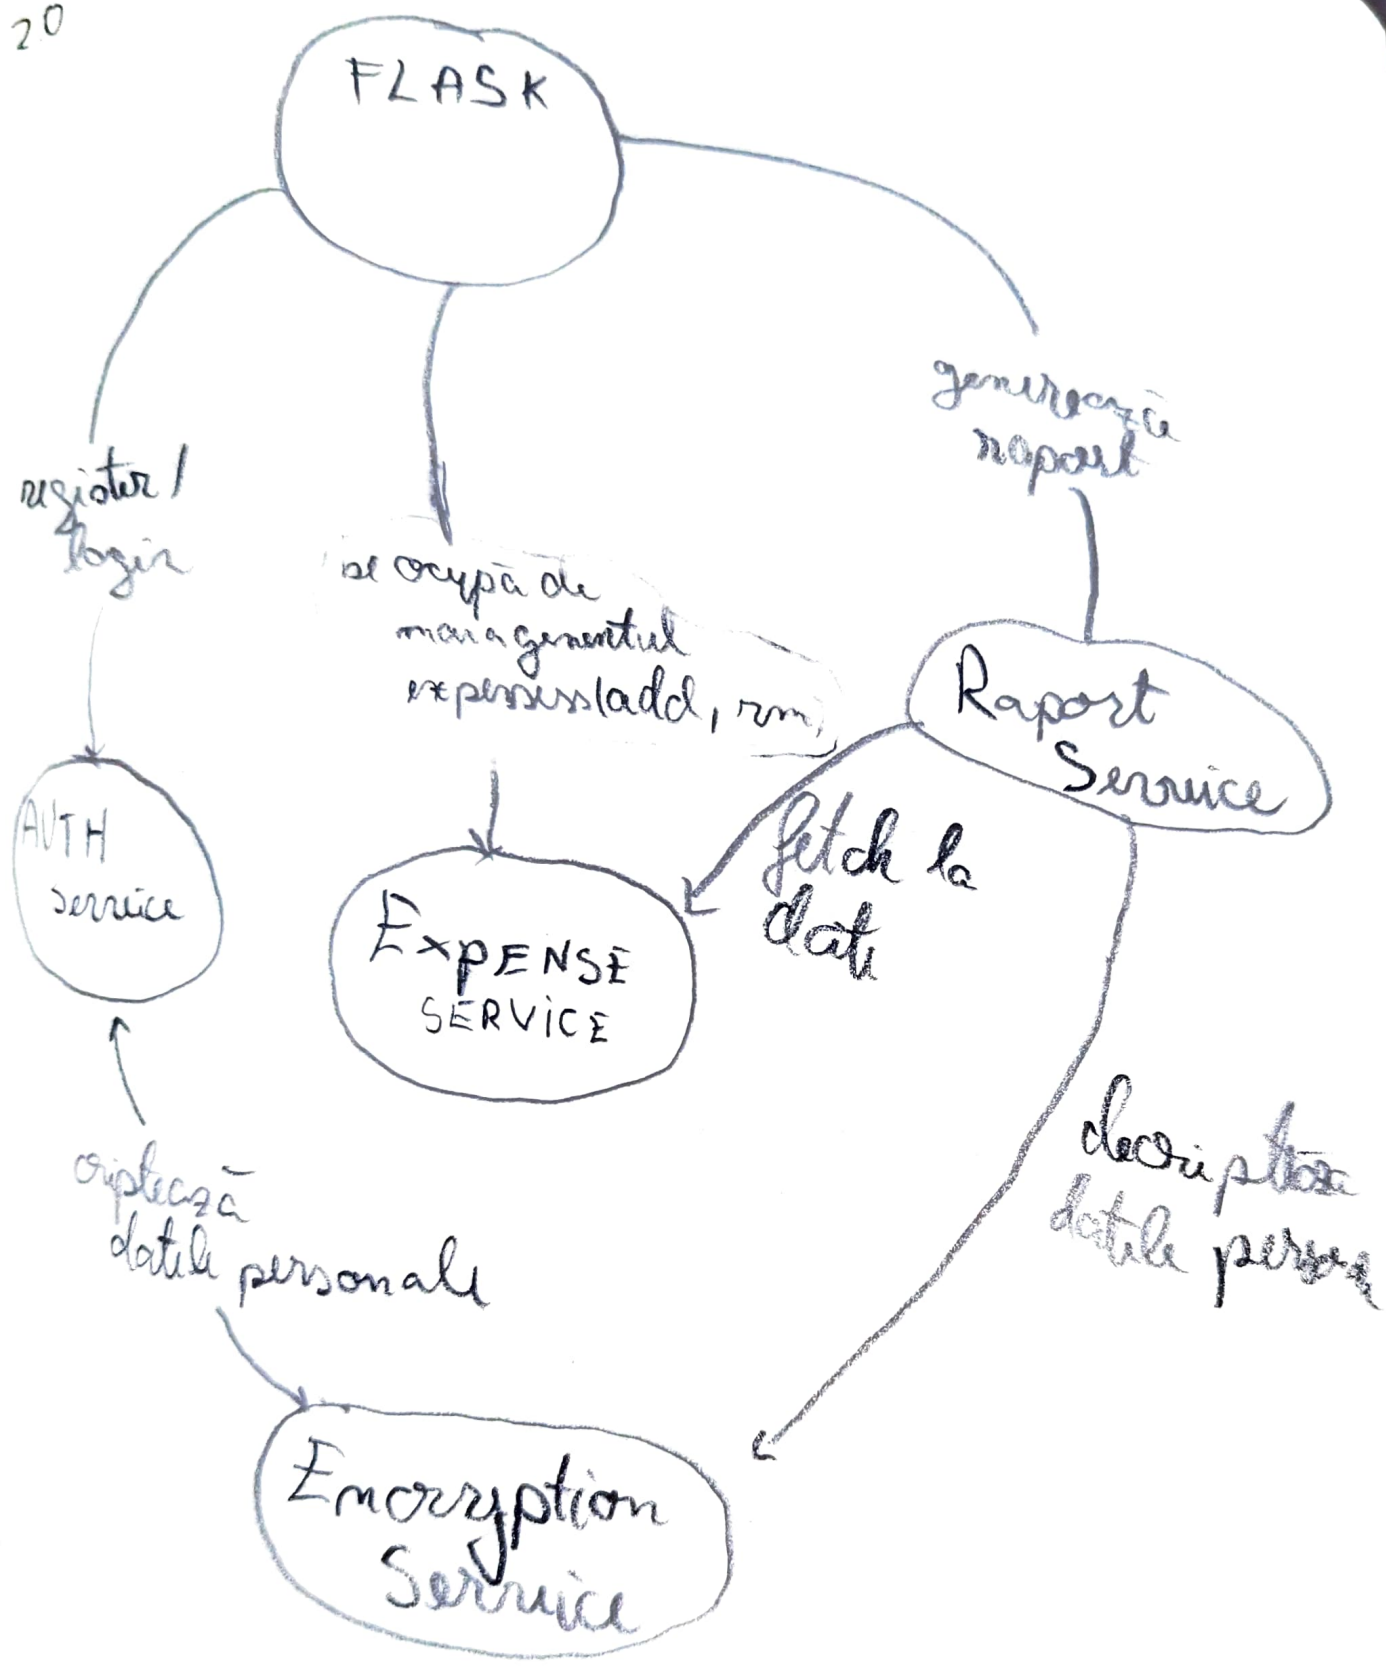 20
FLASK
register/
login
se ocupă de
managementul
expensess(add, rm,
generează
raport
Raport
Service
AUTH
service
EXPENSE
SERVICE
fetch la
date
criptează
datele personale
decriptează
datele
Encryption
Service